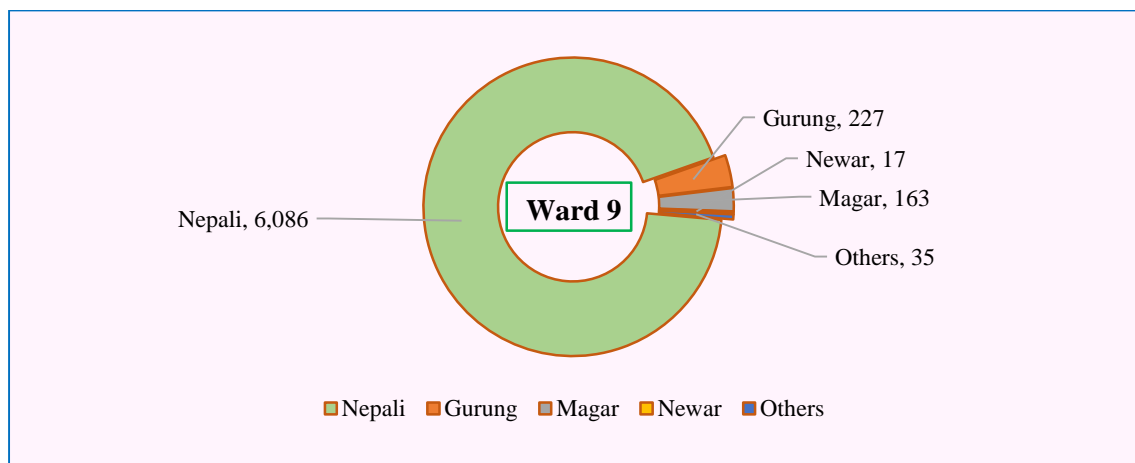 Gurung, 227
Newar, 17
Magar, 163
Nepali, 6,086
Ward 9
Others, 35
Nepali Gurung Magar Newar Others